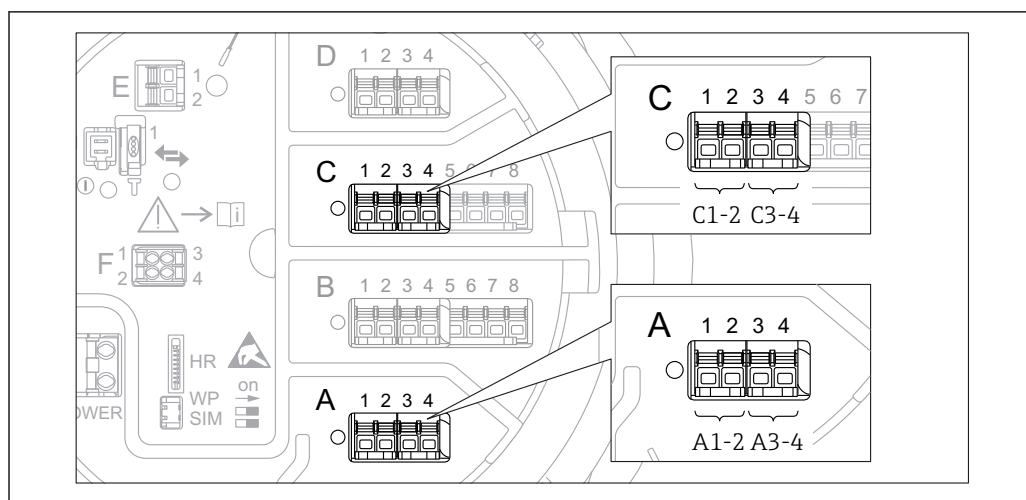 D 1 2 3 4
E 1
2
1
C 1 2 3 4 5 6 7 8
i
F 1 3
2 4
B 1 2 3 4 5 6 7 8
HR
WP on
SIM
OWER
A 1 2 3 4
C 1 2 3 4 5 6 7
C1-2 C3-4
A 1 2 3 4
A1-2 A3-4